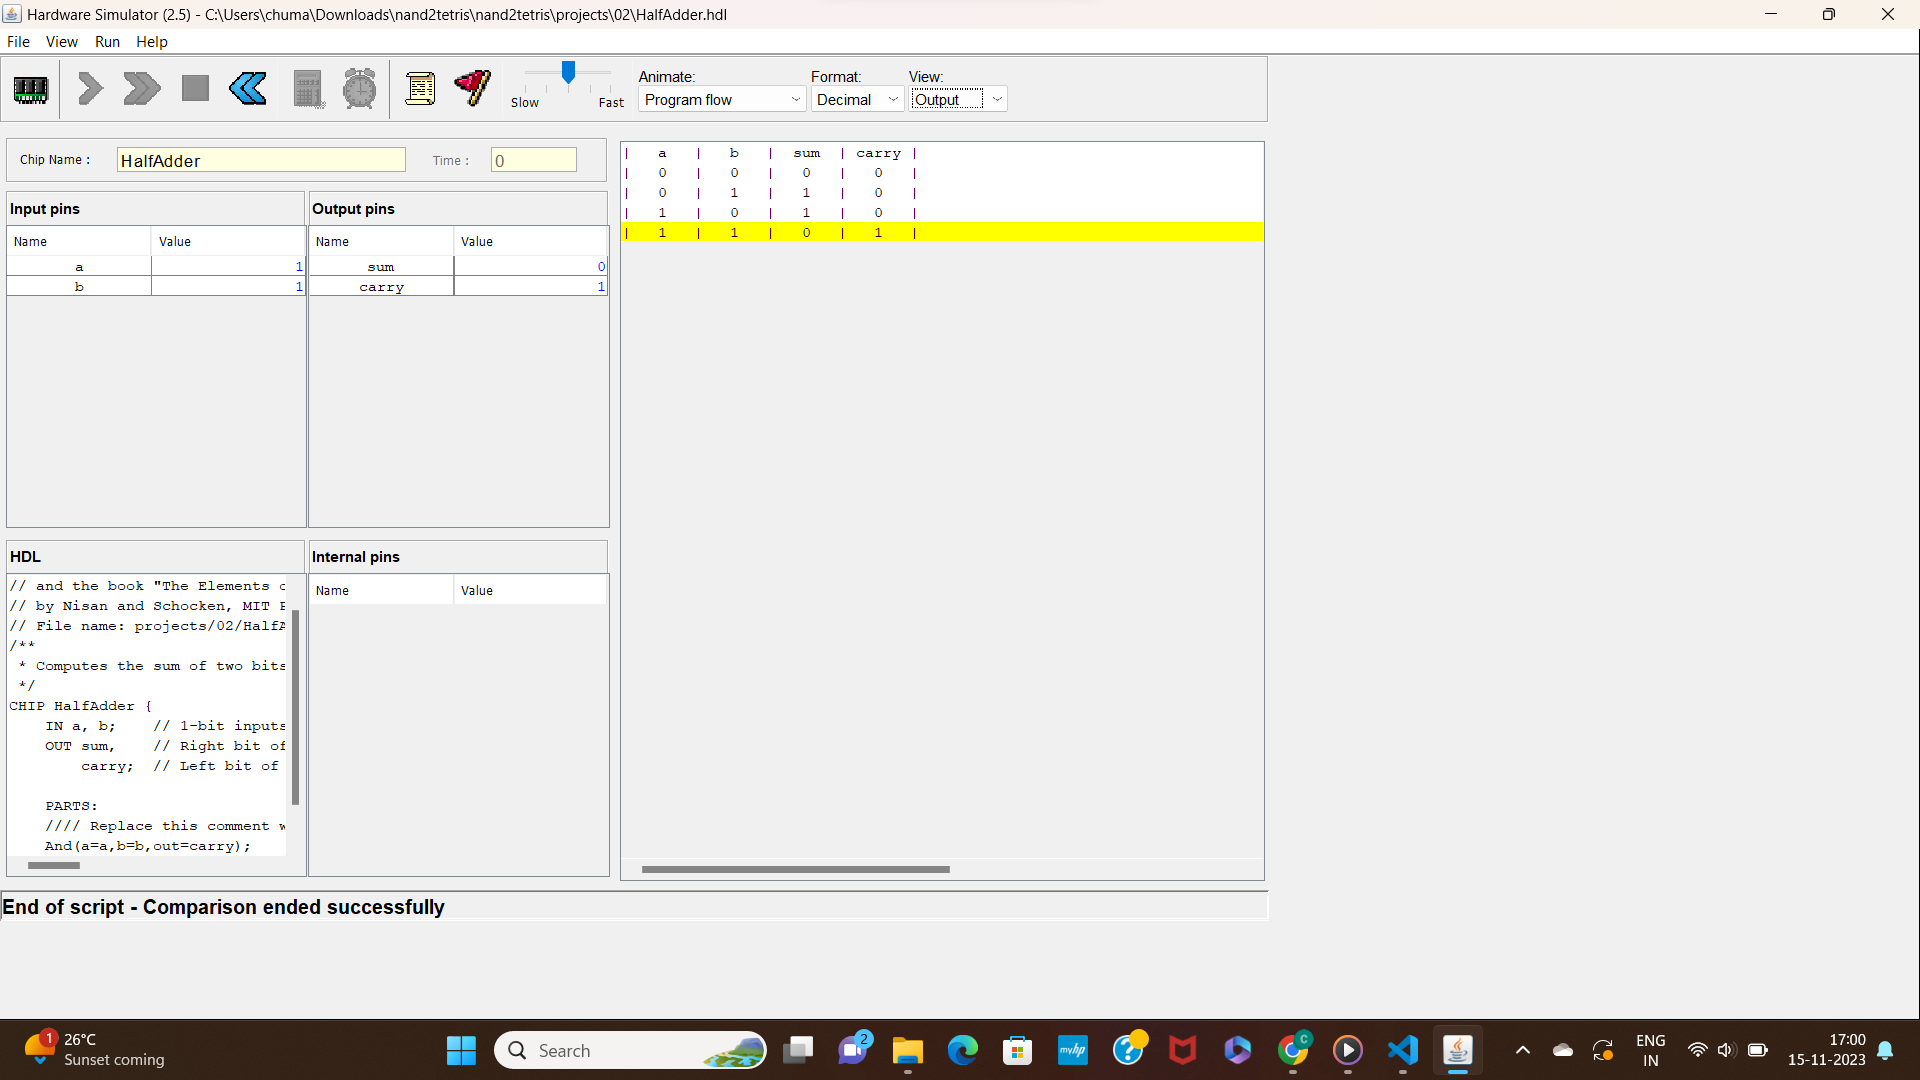 Hardware Simulator (2.5) - C:\Users\chuma\Downloads\nand2tetris\nand2tetris\projects\02\HalfAdder.hdl
File View Run Help
Slow Fast
Animate: Format: View:
Program flow Decimal Output
Chip Name : HalfAdder Time : 0
Input pins
Name Value
a 1
b 1
Output pins
Name Value
sum 0
carry 1
| a | b | sum | carry |
| 0 | 0 | 0 | 0 |
| 0 | 1 | 1 | 0 |
| 1 | 0 | 1 | 0 |
| 1 | 1 | 0 | 1 |
HDL
// and the book "The Elements
// by Nisan and Schocken, MIT
// File name: projects/02/HalfA
/**
* Computes the sum of two bits
*/
CHIP HalfAdder {
IN a, b; // 1-bit inputs
OUT sum, // Right bit of
carry; // Left bit of
PARTS:
//// Replace this comment w
And(a=a,b=b,out=carry);
Internal pins
Name Value
End of script - Comparison ended successfully
1
26°C
Sunset coming
Search
2
myhp
C
ENG
IN
17:00
15-11-2023